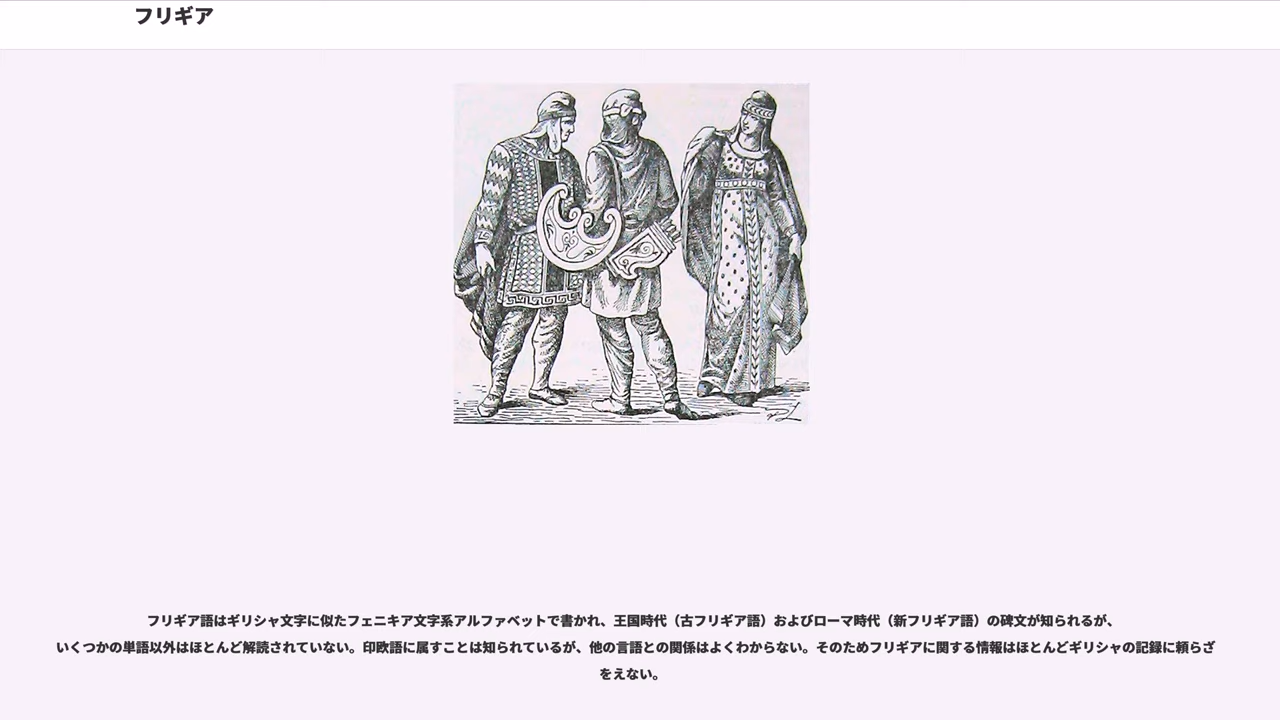 フリギア
フリギア語はギリシャ文字に似たフェニキア文字系アルファベットで書かれ、王国時代（古フリギア語）およびローマ時代（新フリギア語）の碑文が知られるが、
いくつかの単語以外はほとんど解読されていない。印欧語に属すことは知られているが、他の言語との関係はよくわからない。そのためフリギアに関する情報はほとんどギリシャの記録に頼らざ
をえない。